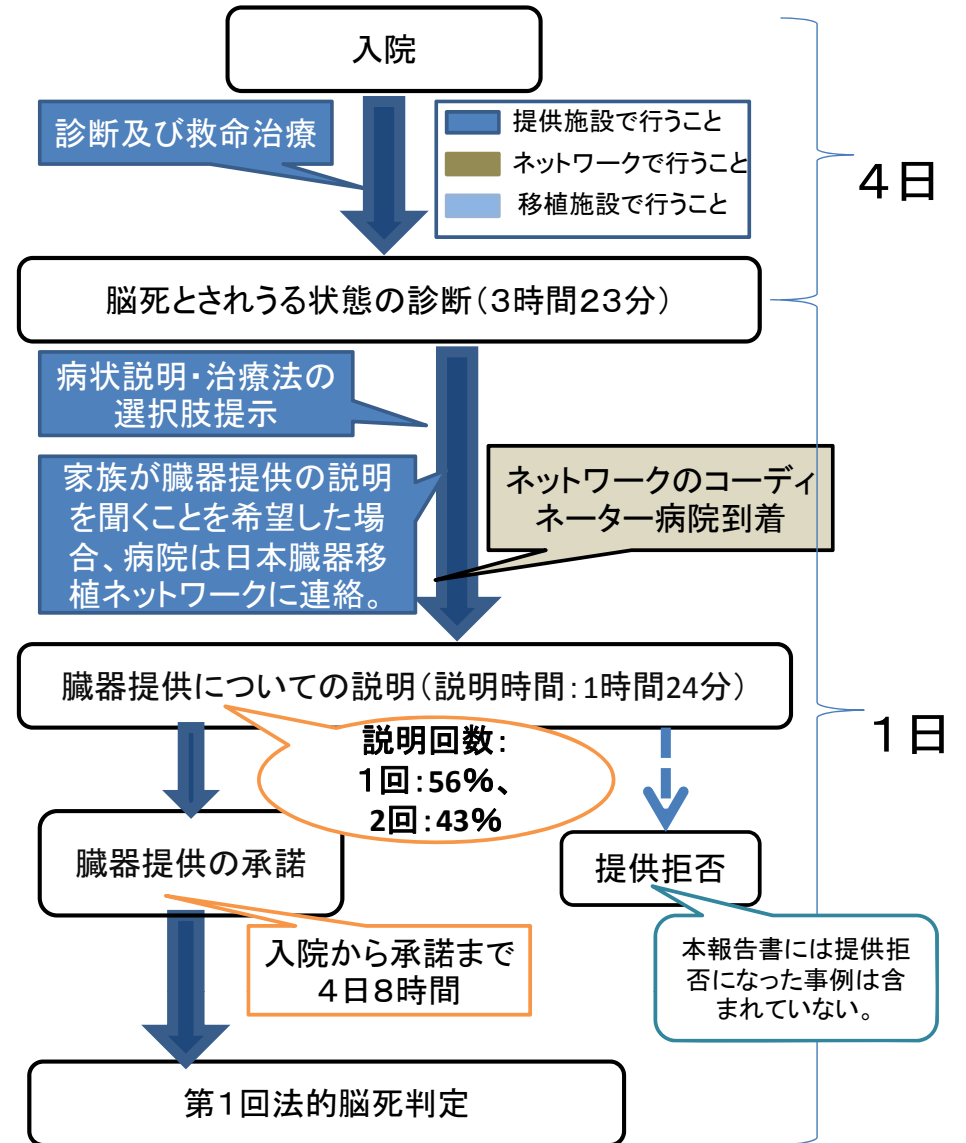 入院
診断及び救命治療
提供施設で行うこと
ネットワークで行うこと
移植施設で行うこと
４日
脳死とされうる状態の診断（３時間２３分）
病状説明・治療法の
選択肢提示
家族が臓器提供の説明
を聞くことを希望した場
合、病院は日本臓器移
植ネットワークに連絡。
ネットワークのコーディ
ネーター病院到着
臓器提供についての説明（説明時間：1時間24分）
説明回数：
１回：56％、
2回：43％
１日
臓器提供の承諾
提供拒否
入院から承諾まで
４日８時間
本報告書には提供拒
否になった事例は含
まれていない。
第１回法的脳死判定